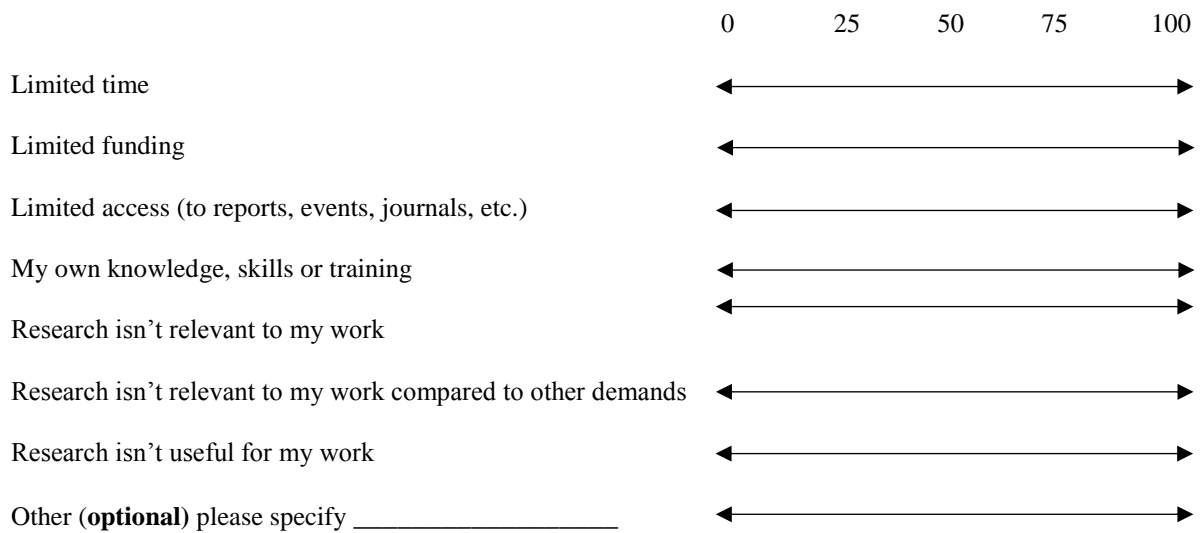 0 25 50 75 100
Limited time
Limited funding
Limited access (to reports, events, journals, etc.)
My own knowledge, skills or training
Research isn’t relevant to my work
Research isn’t relevant to my work compared to other demands
Research isn’t useful for my work
Other (optional) please specify ____________________